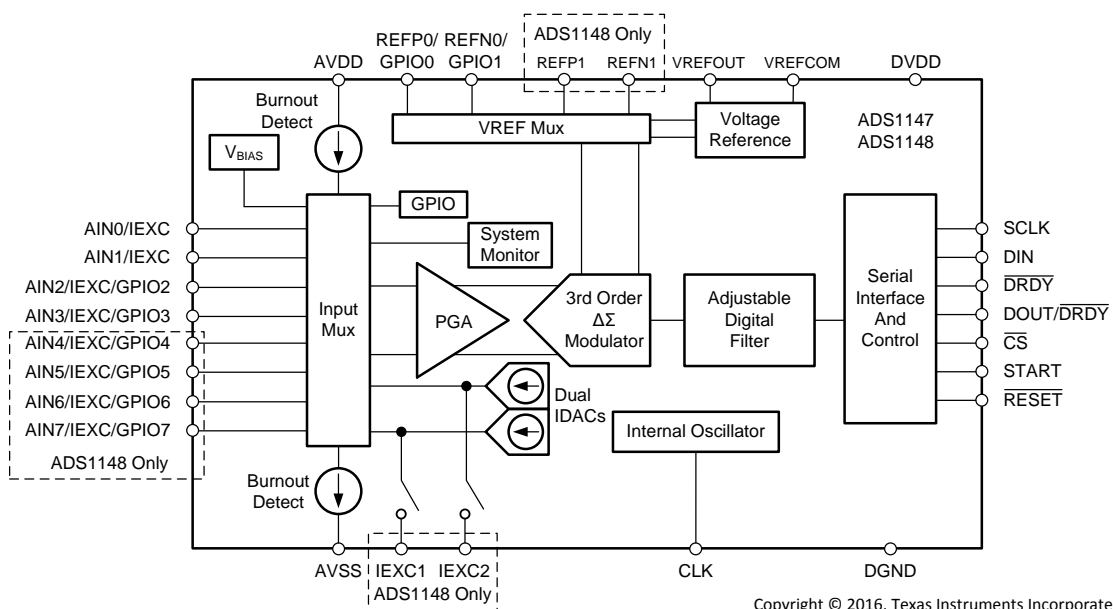 REFP0/ REFN0/
GPIO0 GPIO1
ADS1148 Only
AVDD
REFP1 REFN1
VREFOUT VREFCOM
DVDD
Burnout
Detect
VREF Mux
Voltage
Reference
ADS1147
ADS1148
VBIAS
GPIO
System
Monitor
AIN0/IEXC
AIN1/IEXC
AIN2/IEXC/GPIO2
AIN3/IEXC/GPIO3
AIN4/IEXC/GPIO4
AIN5/IEXC/GPIO5
AIN6/IEXC/GPIO6
AIN7/IEXC/GPIO7
ADS1148 Only
Input
Mux
PGA
3rd Order
ΔΣ
Modulator
Adjustable
Digital
Filter
Serial
Interface
And
Control
SCLK
DIN
DRDY
DOUT/DRDY
CS
START
RESET
Dual
IDACs
Internal Oscillator
Burnout
Detect
AVSS
IEXC1 IEXC2
ADS1148 Only
CLK
DGND
Copyright © 2016, Texas Instruments Incorporate